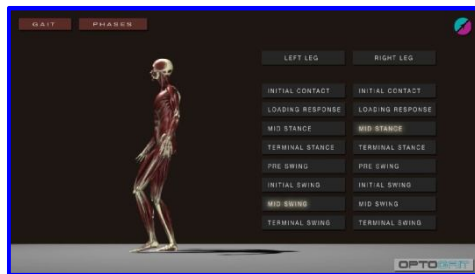 GAIT PHASES
LEFT LEG RIGHT LEG
INITIAL CONTACT INITIAL CONTACT
LOADING RESPONSE LOADING RESPONSE
MID STANCE MID STANCE
TERMINAL STANCE TERMINAL STANCE
PRE SWING PRE SWING
INITIAL SWING INITIAL SWING
MID SWING MID SWING
TERMINAL SWING TERMINAL SWING
OPTOGAIT